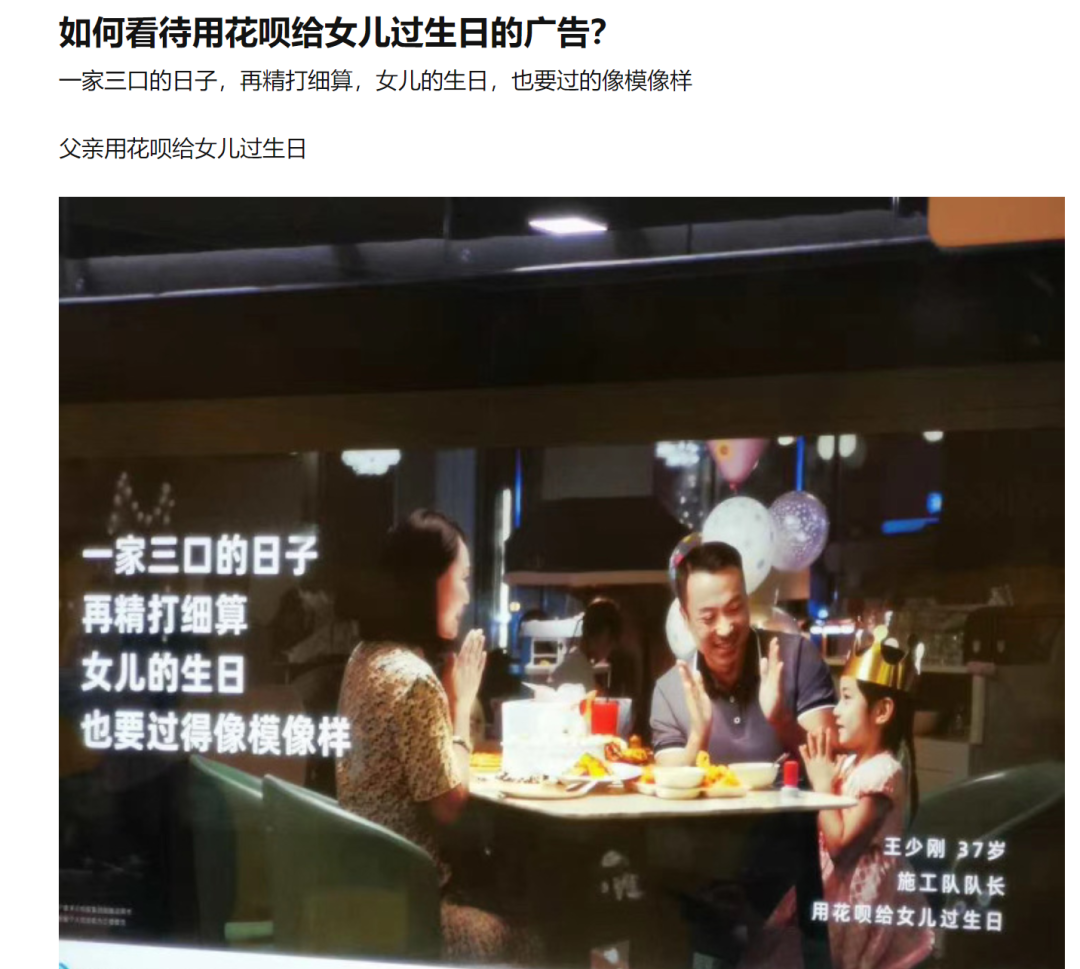 如何看待用花呗给女儿过生日的广告？
一家三口的日子，再精打细算，女儿的生日，也要过的像模像样
父亲用花呗给女儿过生日
一家三口的日子
再精打细算
女儿的生日
也要过得像模像样
王少刚 37岁
施工队队长
用花呗给女儿过生日